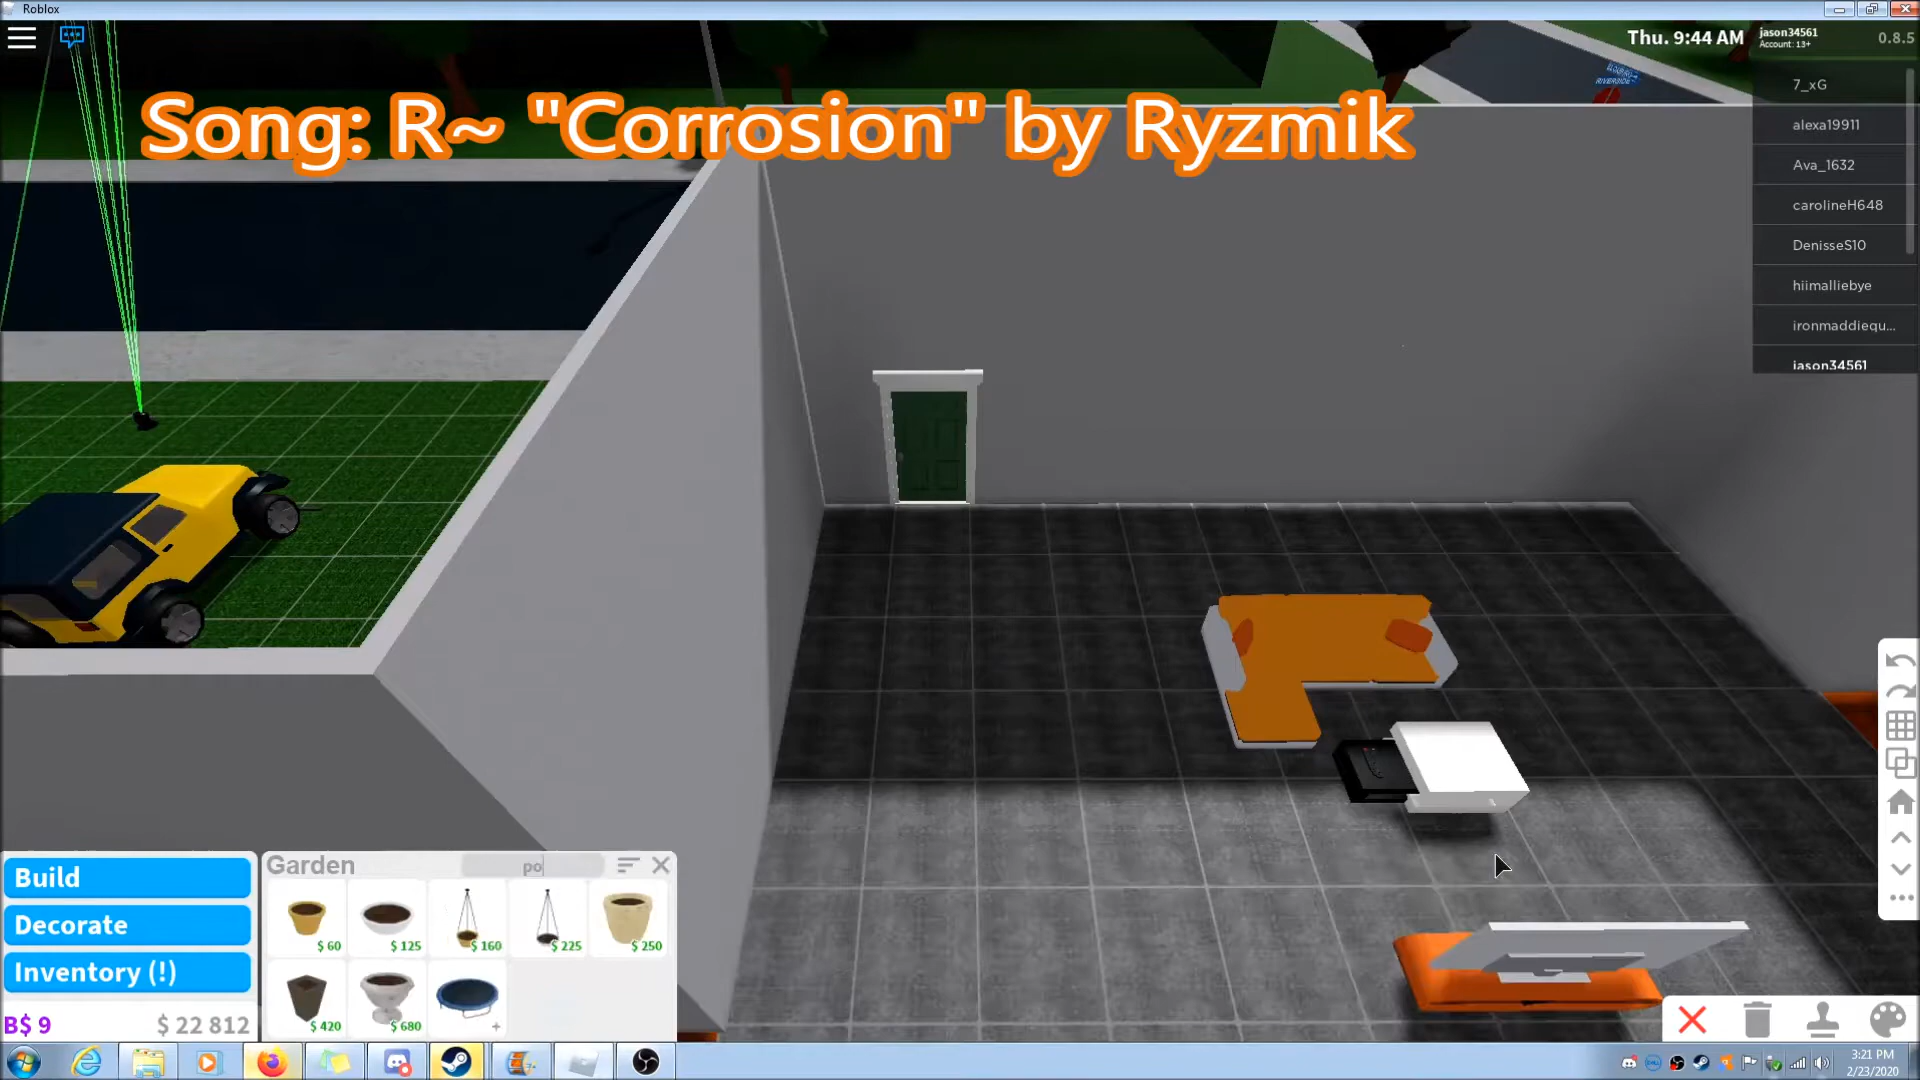 Roblox
Thu. 9:44 AM
jason34561
Account: 13+
0.8.5
Song: R~ "Corrosion" by Ryzmik
7_xG
alexa19911
Ava_1632
carolineH648
DenisseS10
hiimalliebye
ironmaddiequ...
jason34561
Build
Decorate
Inventory (!)
B$ 9
$ 22 812
Garden
po
$ 60
$ 125
$ 160
$ 225
$ 250
$ 420
$ 680
+
3:21 PM
2/23/2020